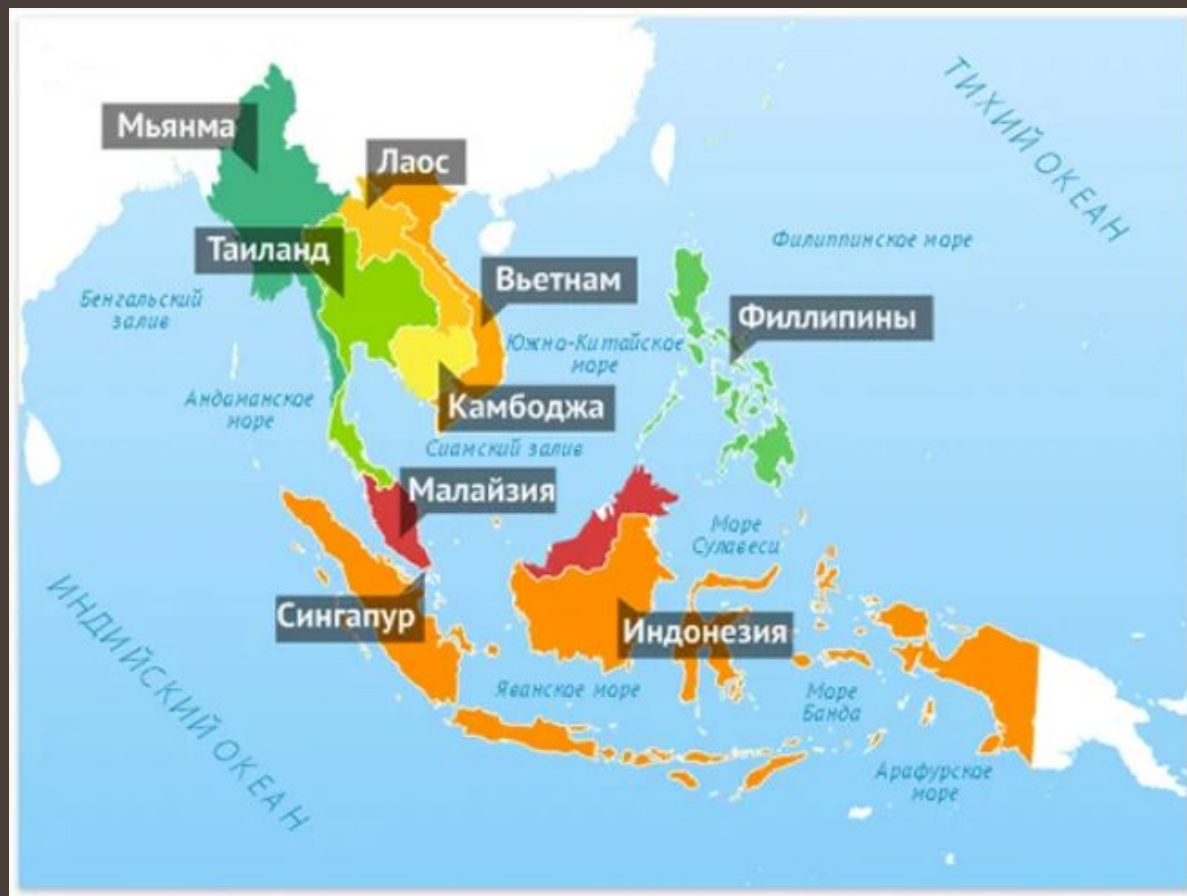 ТИХИЙ ОКЕАН
Мьянма
Лаос
Таиланд
Филиппинское море
Вьетнам
Бенгальский
залив
Филлипины
Южно-Китайское
море
Андаманское
море
Камбоджа
Сиамский залив
Малайзия
Море
Сулавеси
ИНДИЙСКИЙ ОКЕАН
Сингапур
Индонезия
Яванское море
Море
Банда
Арафурское
море